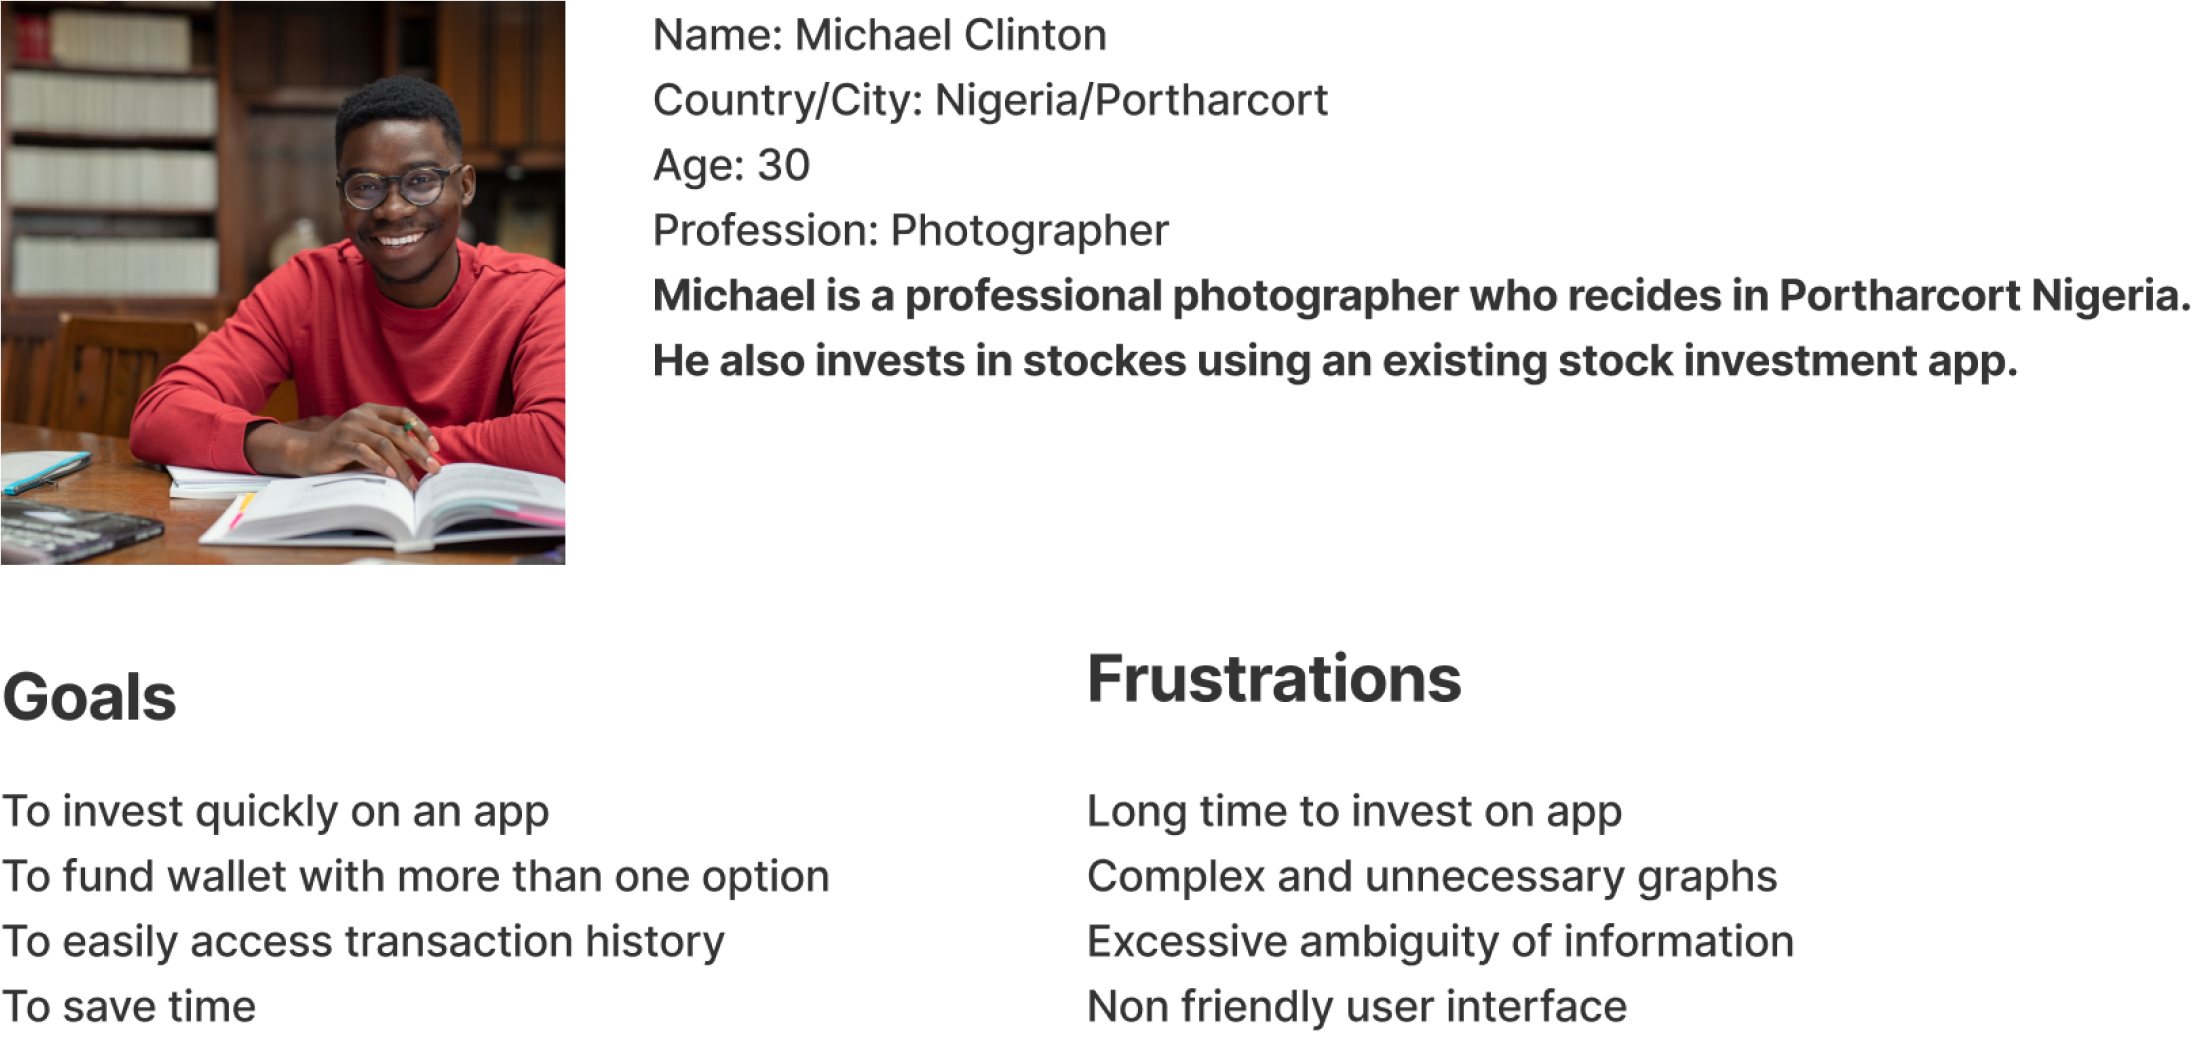 Name: Michael Clinton
Country/City: Nigeria/Portharcort
Age: 30
Profession: Photographer
Michael is a professional photographer who recides in Portharcort Nigeria.
He also invests in stockes using an existing stock investment app.
Goals
To invest quickly on an app
To fund wallet with more than one option
To easily access transaction history
To save time
Frustrations
Long time to invest on app
Complex and unnecessary graphs
Excessive ambiguity of information
Non friendly user interface